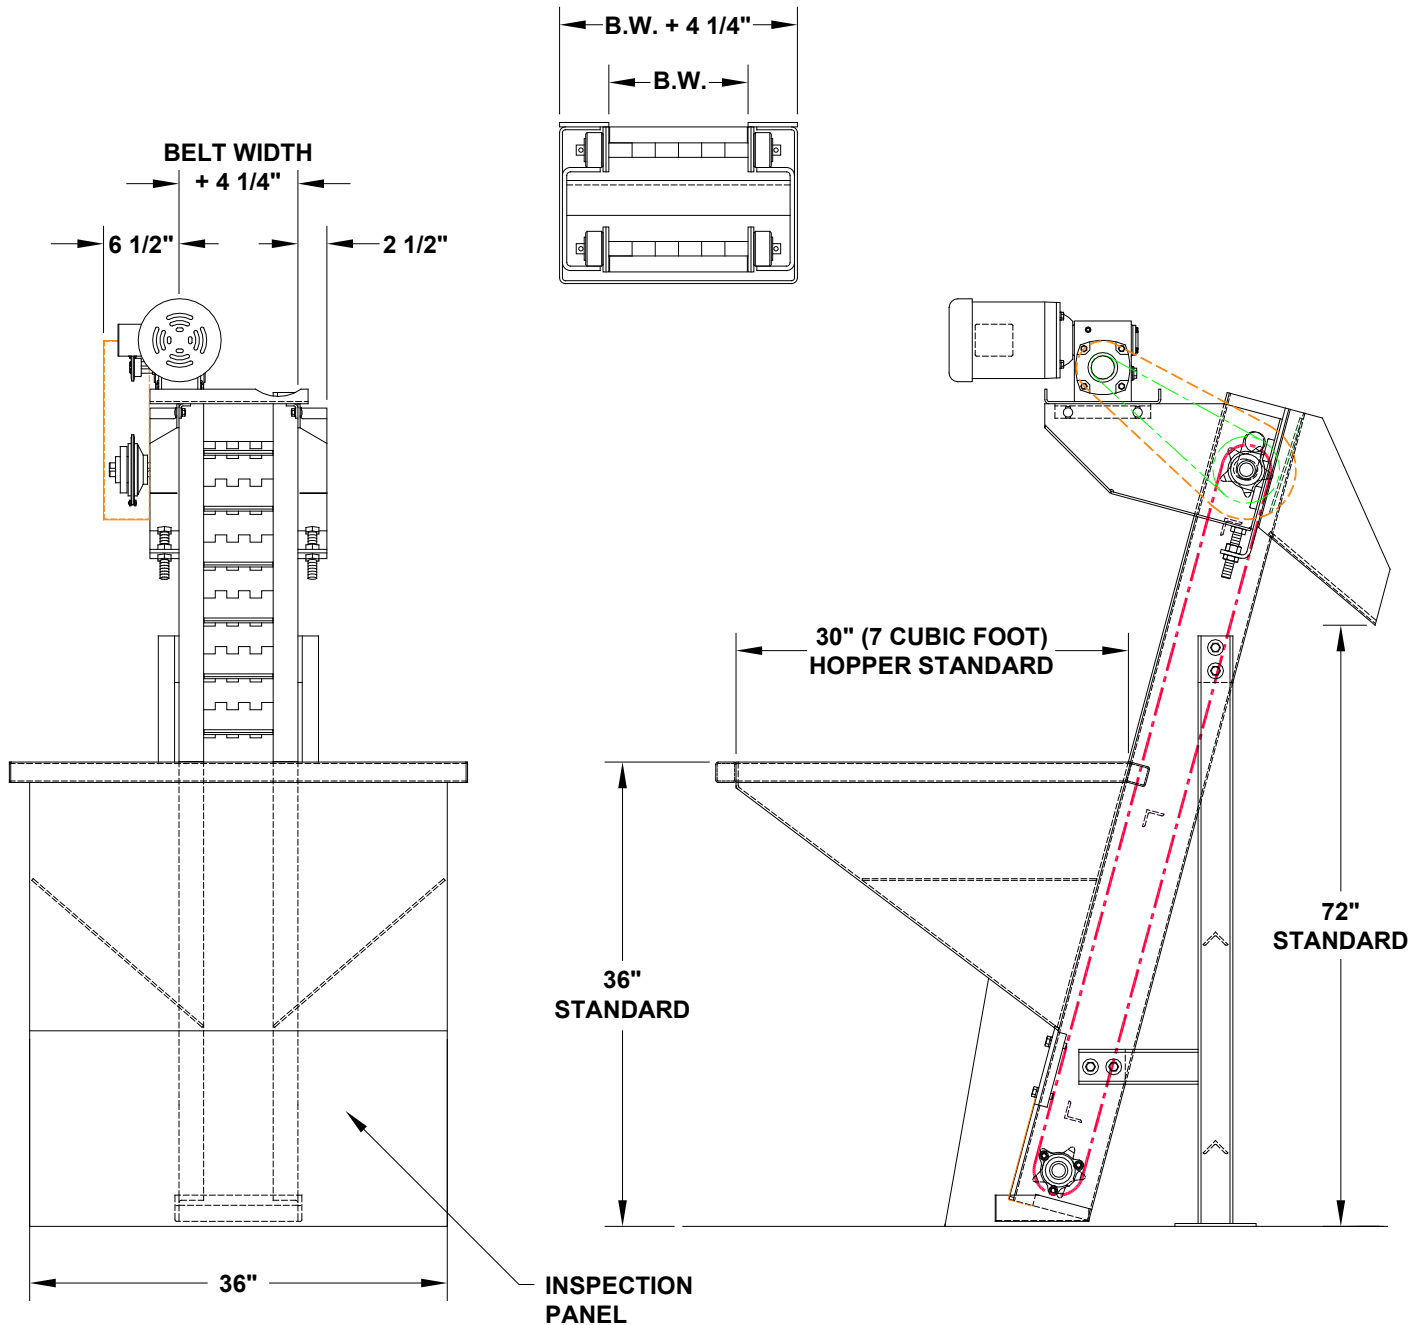 B.W. + 4 1/4"
B.W.
BELT WIDTH
+ 4 1/4"
6 1/2"
2 1/2"
30" (7 CUBIC FOOT)
HOPPER STANDARD
72"
STANDARD
36"
STANDARD
36"
INSPECTION
PANEL